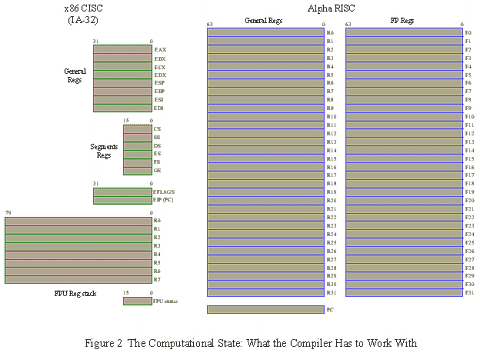 x86 CISC
(IA-32)
General
Regs
31 0
EAX
EBX
ECX
EDX
ESP
EBP
ESI
EDI
Segments
Regs
15 0
CS
SS
DS
ES
FS
GS
31 0
EFLAGS
EIP (PC)
79 0
R0
R1
R2
R3
R4
R5
R6
R7
FPU Reg stack
15 0
FPU status
Alpha RISC
General Regs
63 0
R0
R1
R2
R3
R4
R5
R6
R7
R8
R9
R10
R11
R12
R13
R14
R15
R16
R17
R18
R19
R20
R21
R22
R23
R24
R25
R26
R27
R28
R29
R30
R31
PC
FP Regs
63 0
F0
F1
F2
F3
F4
F5
F6
F7
F8
F9
F10
F11
F12
F13
F14
F15
F16
F17
F18
F19
F20
F21
F22
F23
F24
F25
F26
F27
F28
F29
F30
F31
Figure 2 The Computational State: What the Compiler Has to Work With